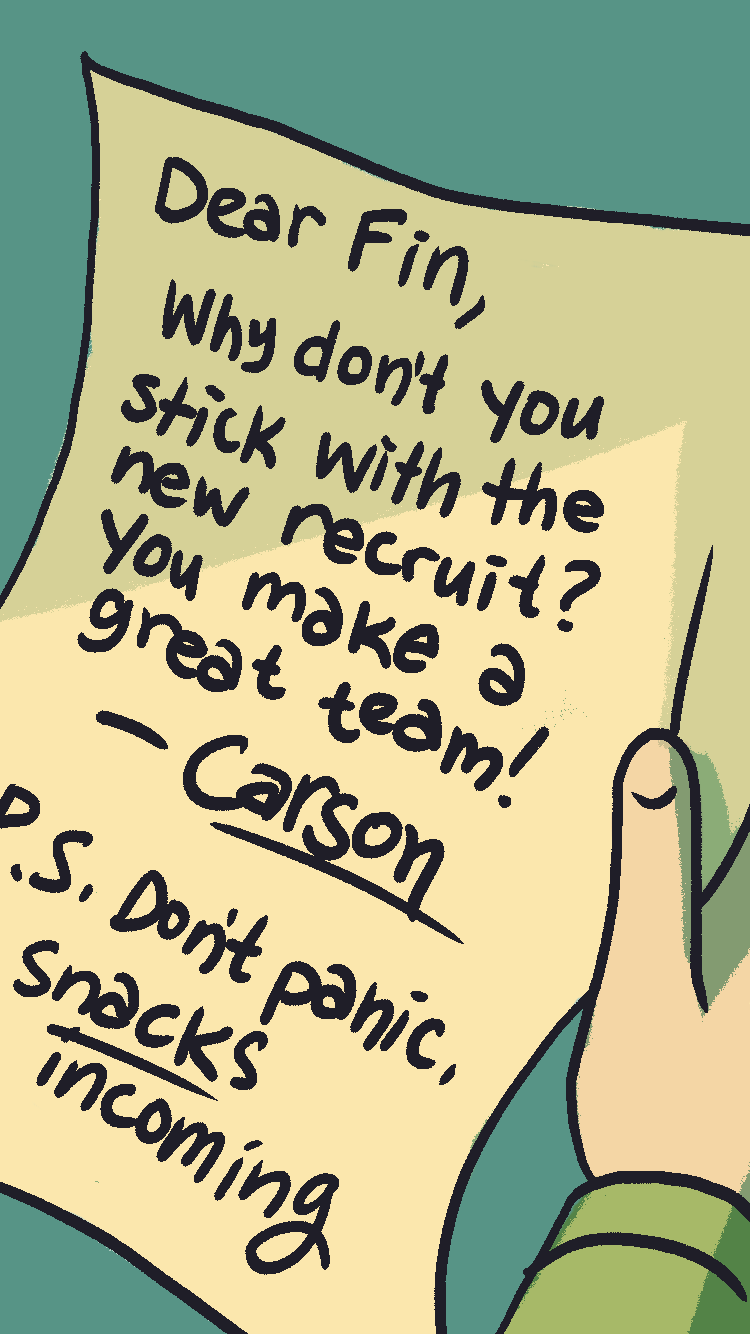 Dear Fin,
Why don't you
stick with the
new recruit?
You make a
great team!
— Carson
P.S. Don't panic,
snacks
incoming